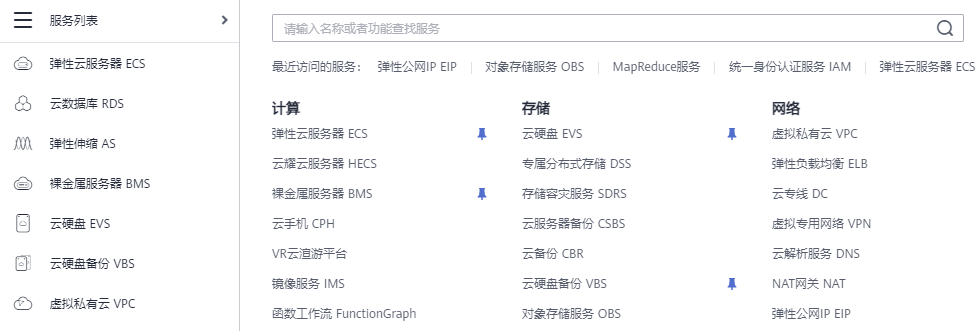 服务列表
弹性云服务器 ECS
云数据库 RDS
弹性伸缩 AS
裸金属服务器 BMS
云硬盘 EVS
云硬盘备份 VBS
虚拟私有云 VPC
请输入名称或者功能查找服务
最近访问的服务： 弹性公网IP EIP 对象存储服务 OBS MapReduce服务 统一身份认证服务 IAM 弹性云服务器 ECS
计算
弹性云服务器 ECS
云耀云服务器 HECS
裸金属服务器 BMS
云手机 CPH
VR云渲游平台
镜像服务 IMS
函数工作流 FunctionGraph
存储
云硬盘 EVS
专属分布式存储 DSS
存储容灾服务 SDRS
云服务器备份 CSBS
云备份 CBR
云硬盘备份 VBS
对象存储服务 OBS
网络
虚拟私有云 VPC
弹性负载均衡 ELB
云专线 DC
虚拟专用网络 VPN
云解析服务 DNS
NAT网关 NAT
弹性公网IP EIP